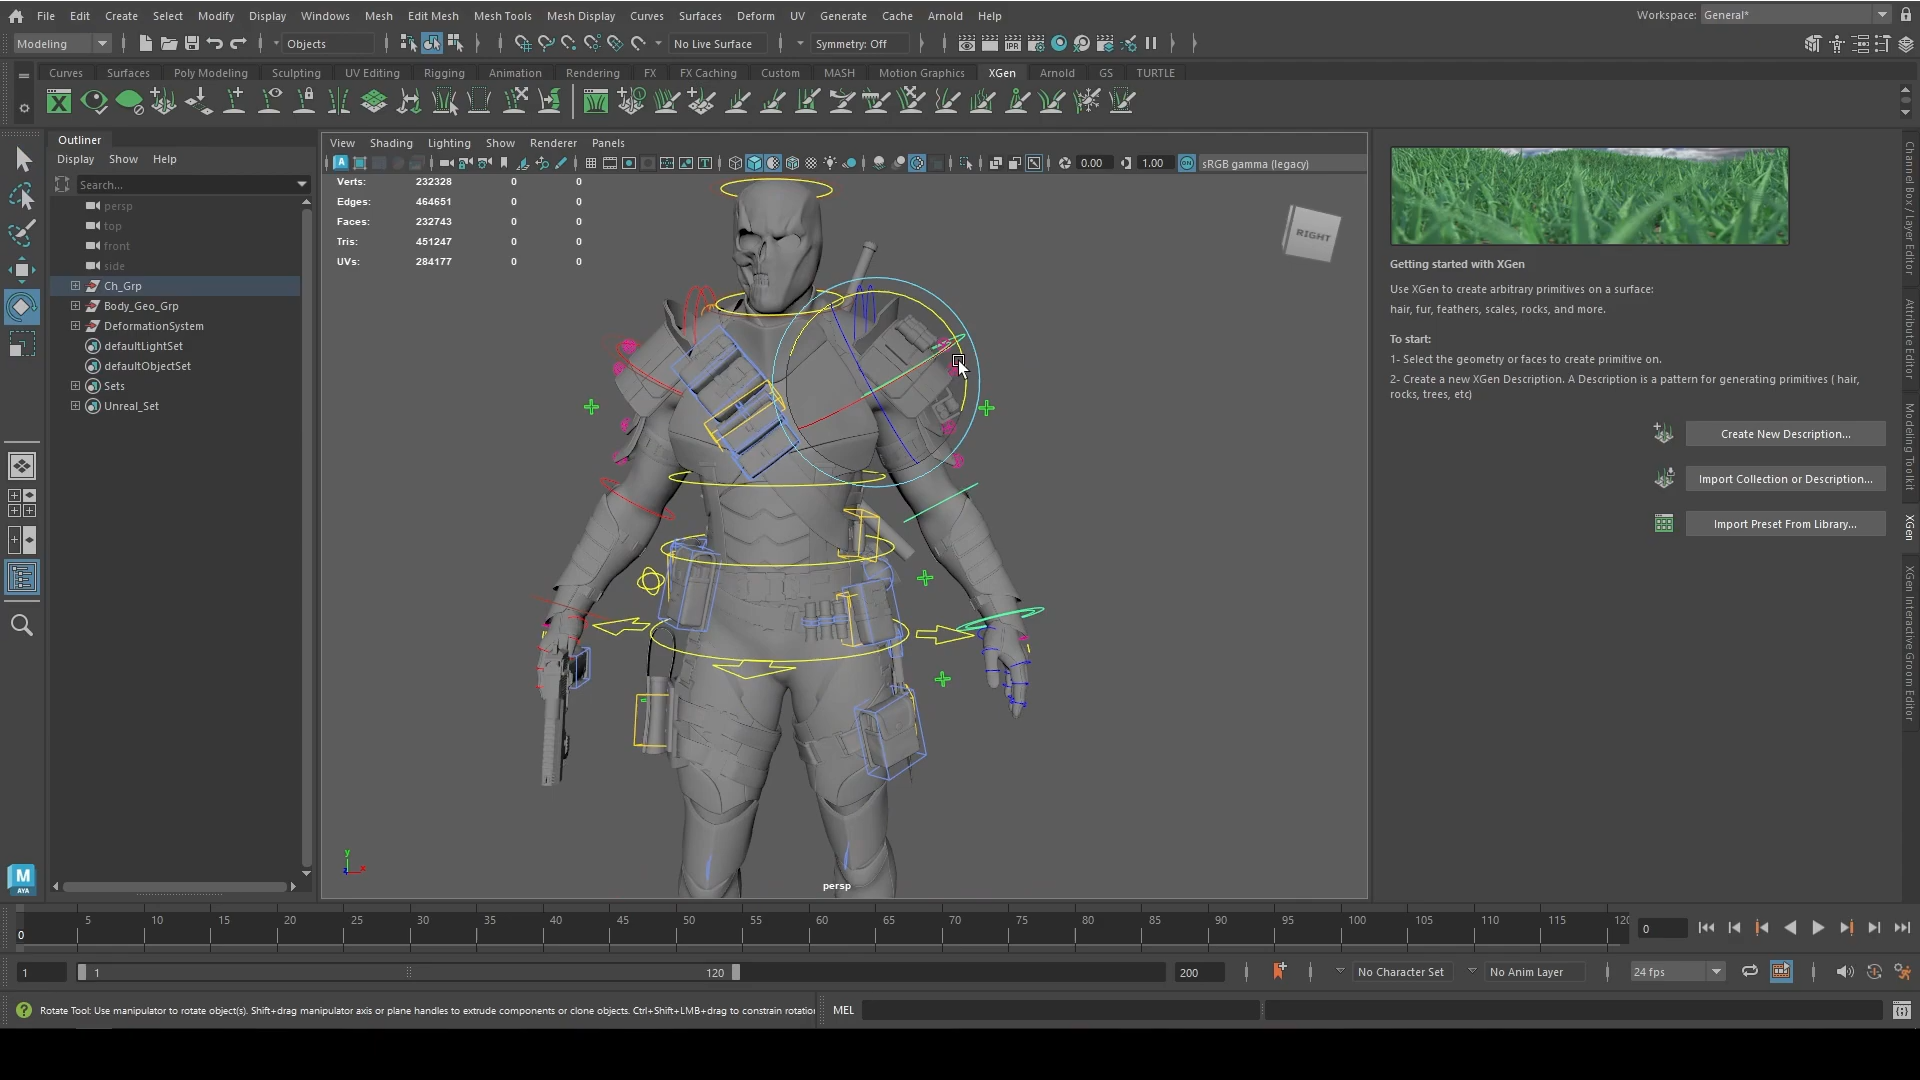 File Edit Create Select Modify Display Windows Mesh Edit Mesh Mesh Tools Mesh Display Curves Surfaces Deform UV Generate Cache Arnold Help
Workspace: General*
Modeling Objects No Live Surface Symmetry: Off
Curves Surfaces Poly Modeling Sculpting UV Editing Rigging Animation Rendering FX FX Caching Custom MASH Motion Graphics XGen Arnold GS TURTLE
Outliner
Display Show Help
Search...
persp
top
front
side
Ch_Grp
Body_Geo_Grp
DeformationSystem
defaultLightSet
defaultObjectSet
Sets
Unreal_Set
View Shading Lighting Show Renderer Panels
0.00 1.00 ON sRGB gamma (legacy)
Verts: 232328 0 0
Edges: 464651 0 0
Faces: 232743 0 0
Tris: 451247 0 0
UVs: 284177 0 0
RIGHT
y
x
z
persp
Getting started with XGen
Use XGen to create arbitrary primitives on a surface:
hair, fur, feathers, scales, rocks, and more.
To start:
1- Select the geometry or faces to create primitive on.
2- Create a new XGen Description. A Description is a pattern for generating primitives ( hair,
rocks, trees, etc)
Create New Description...
Import Collection or Description...
Import Preset From Library...
Channel Box / Layer Editor
Attribute Editor
Modeling Toolkit
XGen
XGen Interactive Groom Editor
M
AYA
5 10 15 20 25 30 35 40 45 50 55 60 65 70 75 80 85 90 95 100 105 110 115 120
0
0
1 1 120 200 No Character Set No Anim Layer 24 fps
Rotate Tool: Use manipulator to rotate object(s). Shift+drag manipulator axis or plane handles to extrude components or clone objects. Ctrl+Shift+LMB+drag to constrain rotation
MEL